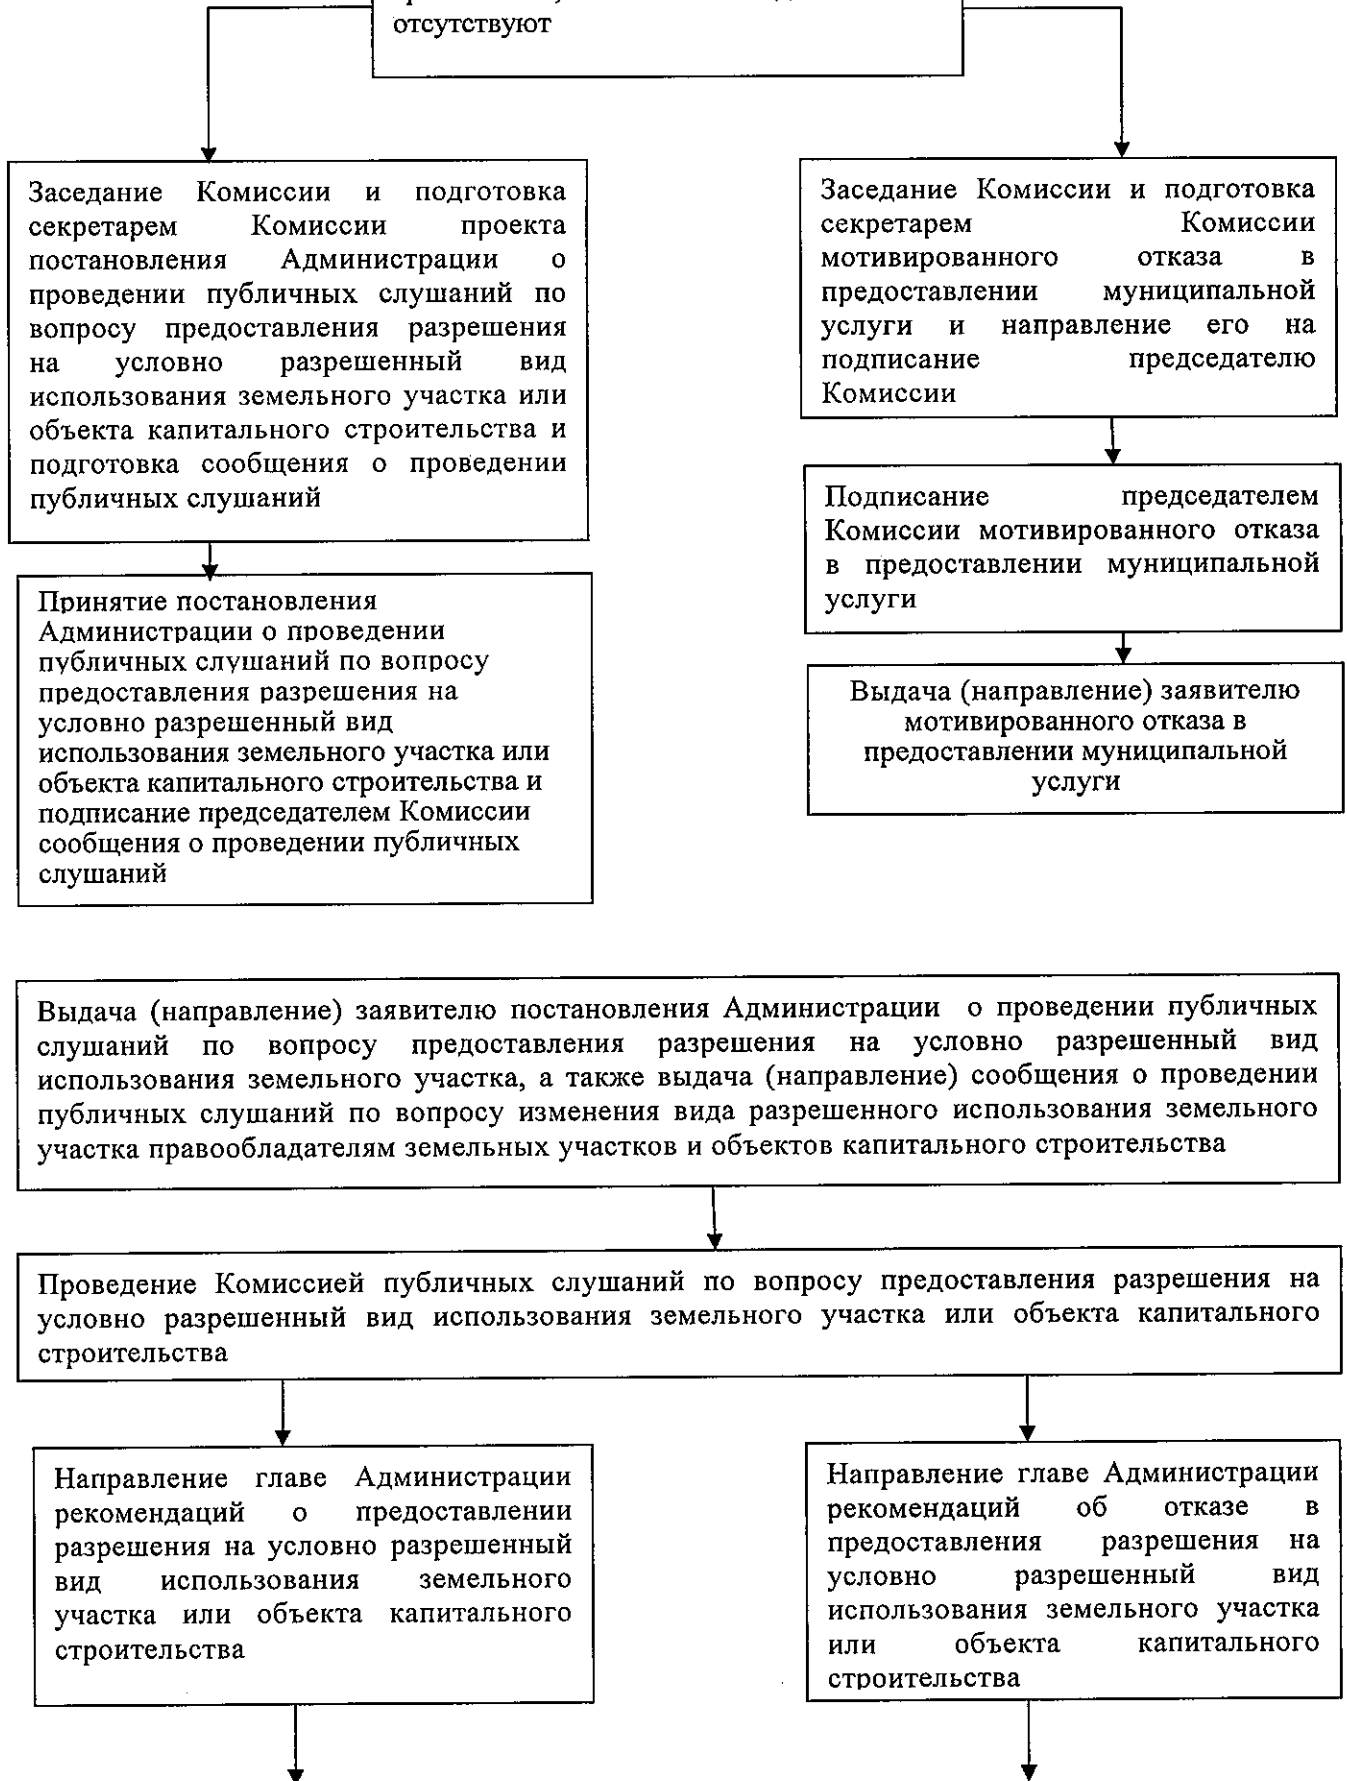 отсутствуют
Заседание Комиссии и подготовка
секретарем Комиссии проекта
постановления Администрации о
проведении публичных слушаний по
вопросу предоставления разрешения
на условно разрешенный вид
использования земельного участка или
объекта капитального строительства и
подготовка сообщения о проведении
публичных слушаний
Принятие постановления
Администрации о проведении
публичных слушаний по вопросу
предоставления разрешения на
условно разрешенный вид
использования земельного участка или
объекта капитального строительства и
подписание председателем Комиссии
сообщения о проведении публичных
слушаний
Заседание Комиссии и подготовка
секретарем Комиссии
мотивированного отказа в
предоставлении муниципальной
услуги и направление его на
подписание председателю
Комиссии
Подписание председателем
Комиссии мотивированного отказа
в предоставлении муниципальной
услуги
Выдача (направление) заявителю
мотивированного отказа в
предоставлении муниципальной
услуги
Выдача (направление) заявителю постановления Администрации о проведении публичных
слушаний по вопросу предоставления разрешения на условно разрешенный вид
использования земельного участка, а также выдача (направление) сообщения о проведении
публичных слушаний по вопросу изменения вида разрешенного использования земельного
участка правообладателям земельных участков и объектов капитального строительства
Проведение Комиссией публичных слушаний по вопросу предоставления разрешения на
условно разрешенный вид использования земельного участка или объекта капитального
строительства
Направление главе Администрации
рекомендаций о предоставлении
разрешения на условно разрешенный
вид использования земельного
участка или объекта капитального
строительства
Направление главе Администрации
рекомендаций об отказе в
предоставления разрешения на
условно разрешенный вид
использования земельного участка
или объекта капитального
строительства